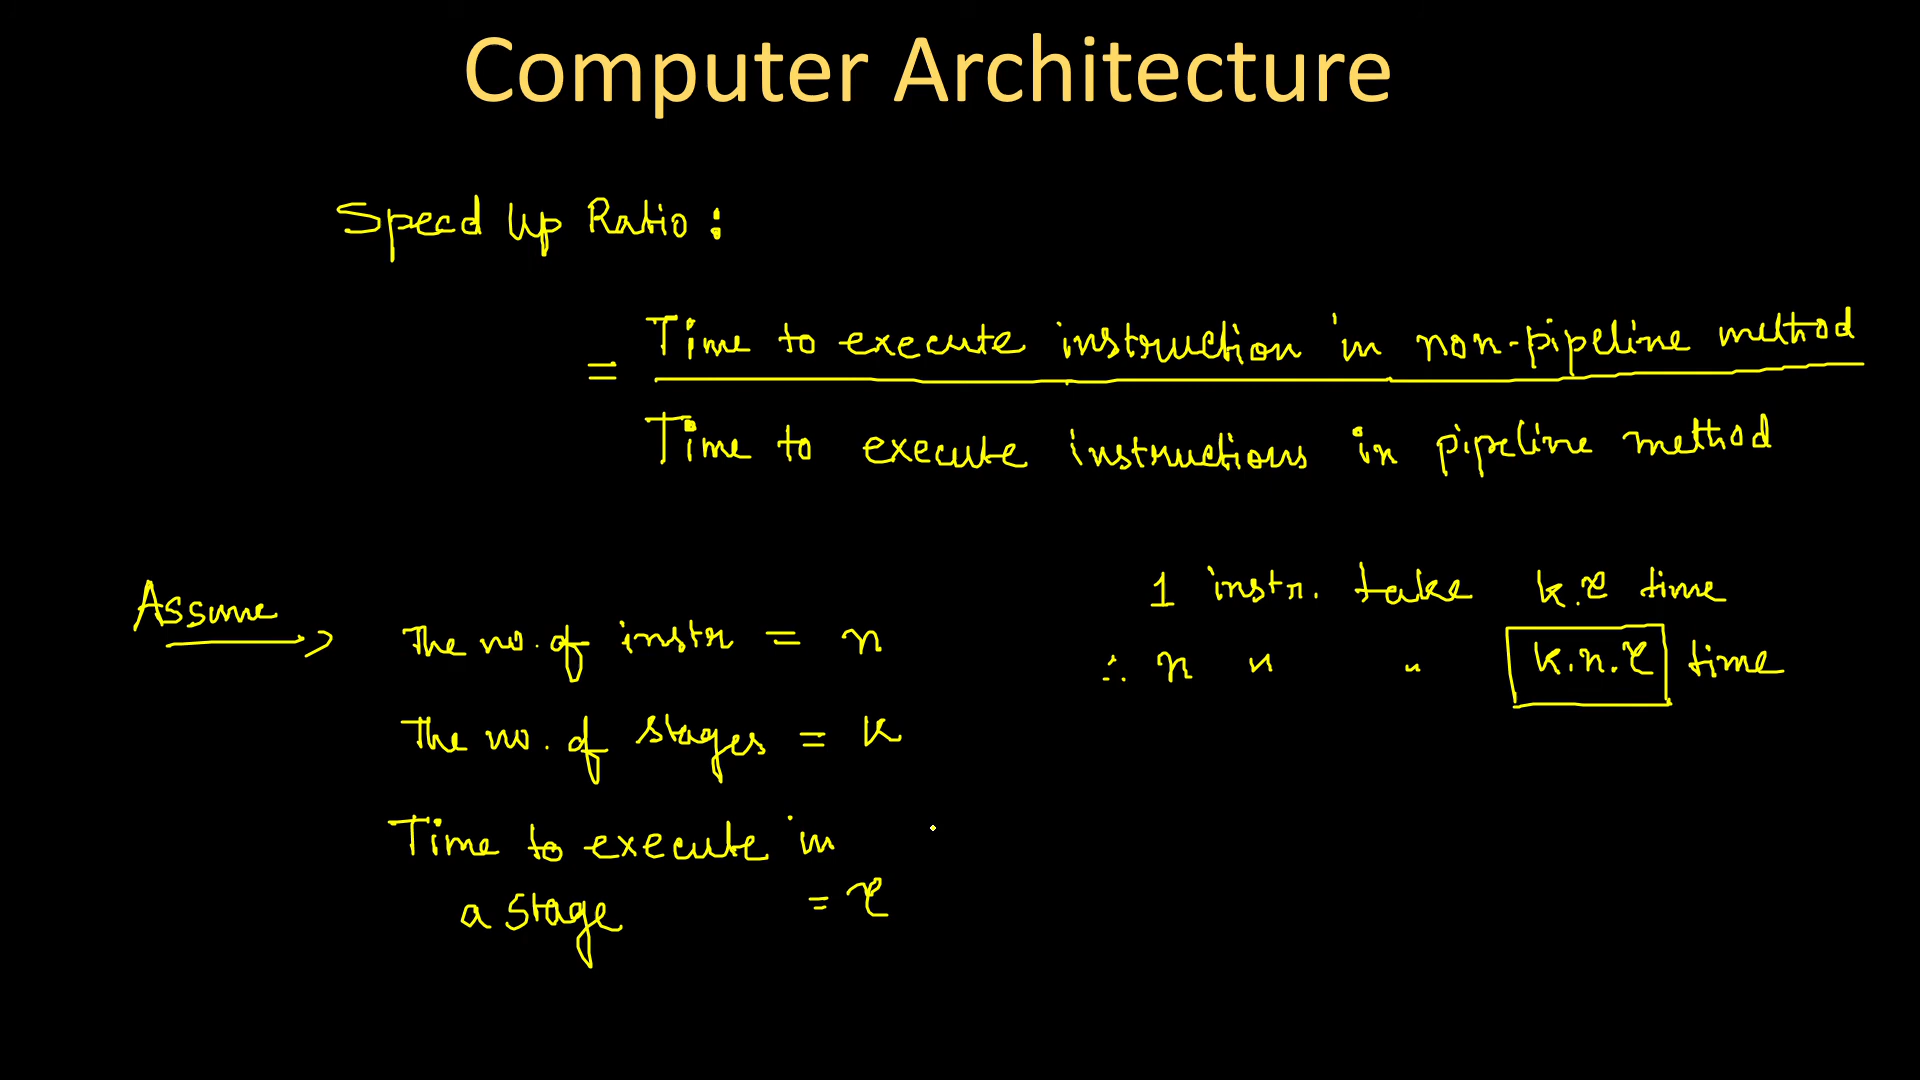 Computer Architecture
Speed Up Ratio :
= Time to execute instruction in non-pipeline method
Time to execute instructions in pipeline method
Assume →
The no. of instr = n
The no. of stages = K
Time to execute in
a stage = τ
1 instr. take k.τ time
∴ n " " k.n.τ time